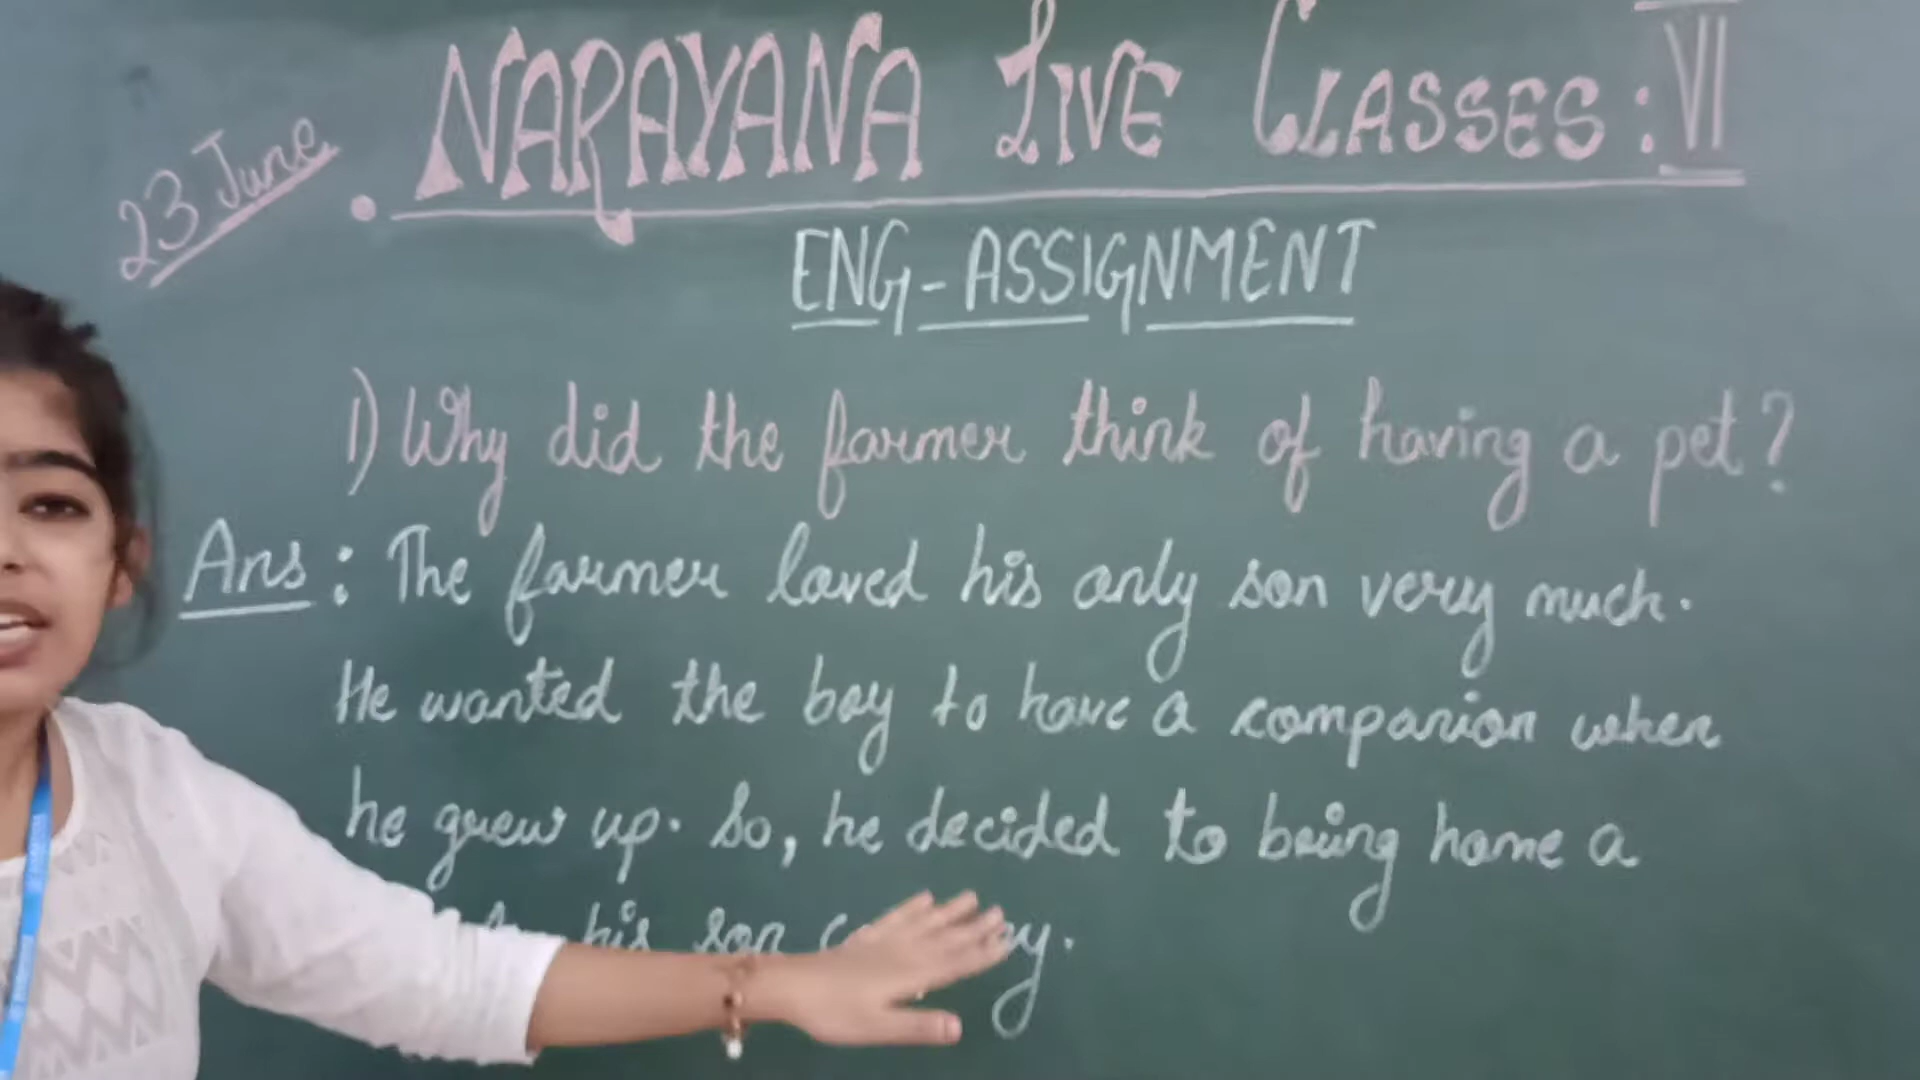 23 June
NARAYANA LIVE CLASSES : VI
ENG - ASSIGNMENT
1) Why did the farmer think of having a pet?
Ans : The farmer loved his only son very much.
He wanted the boy to have a companion when
he grew up. So, he decided to bring home a
his son